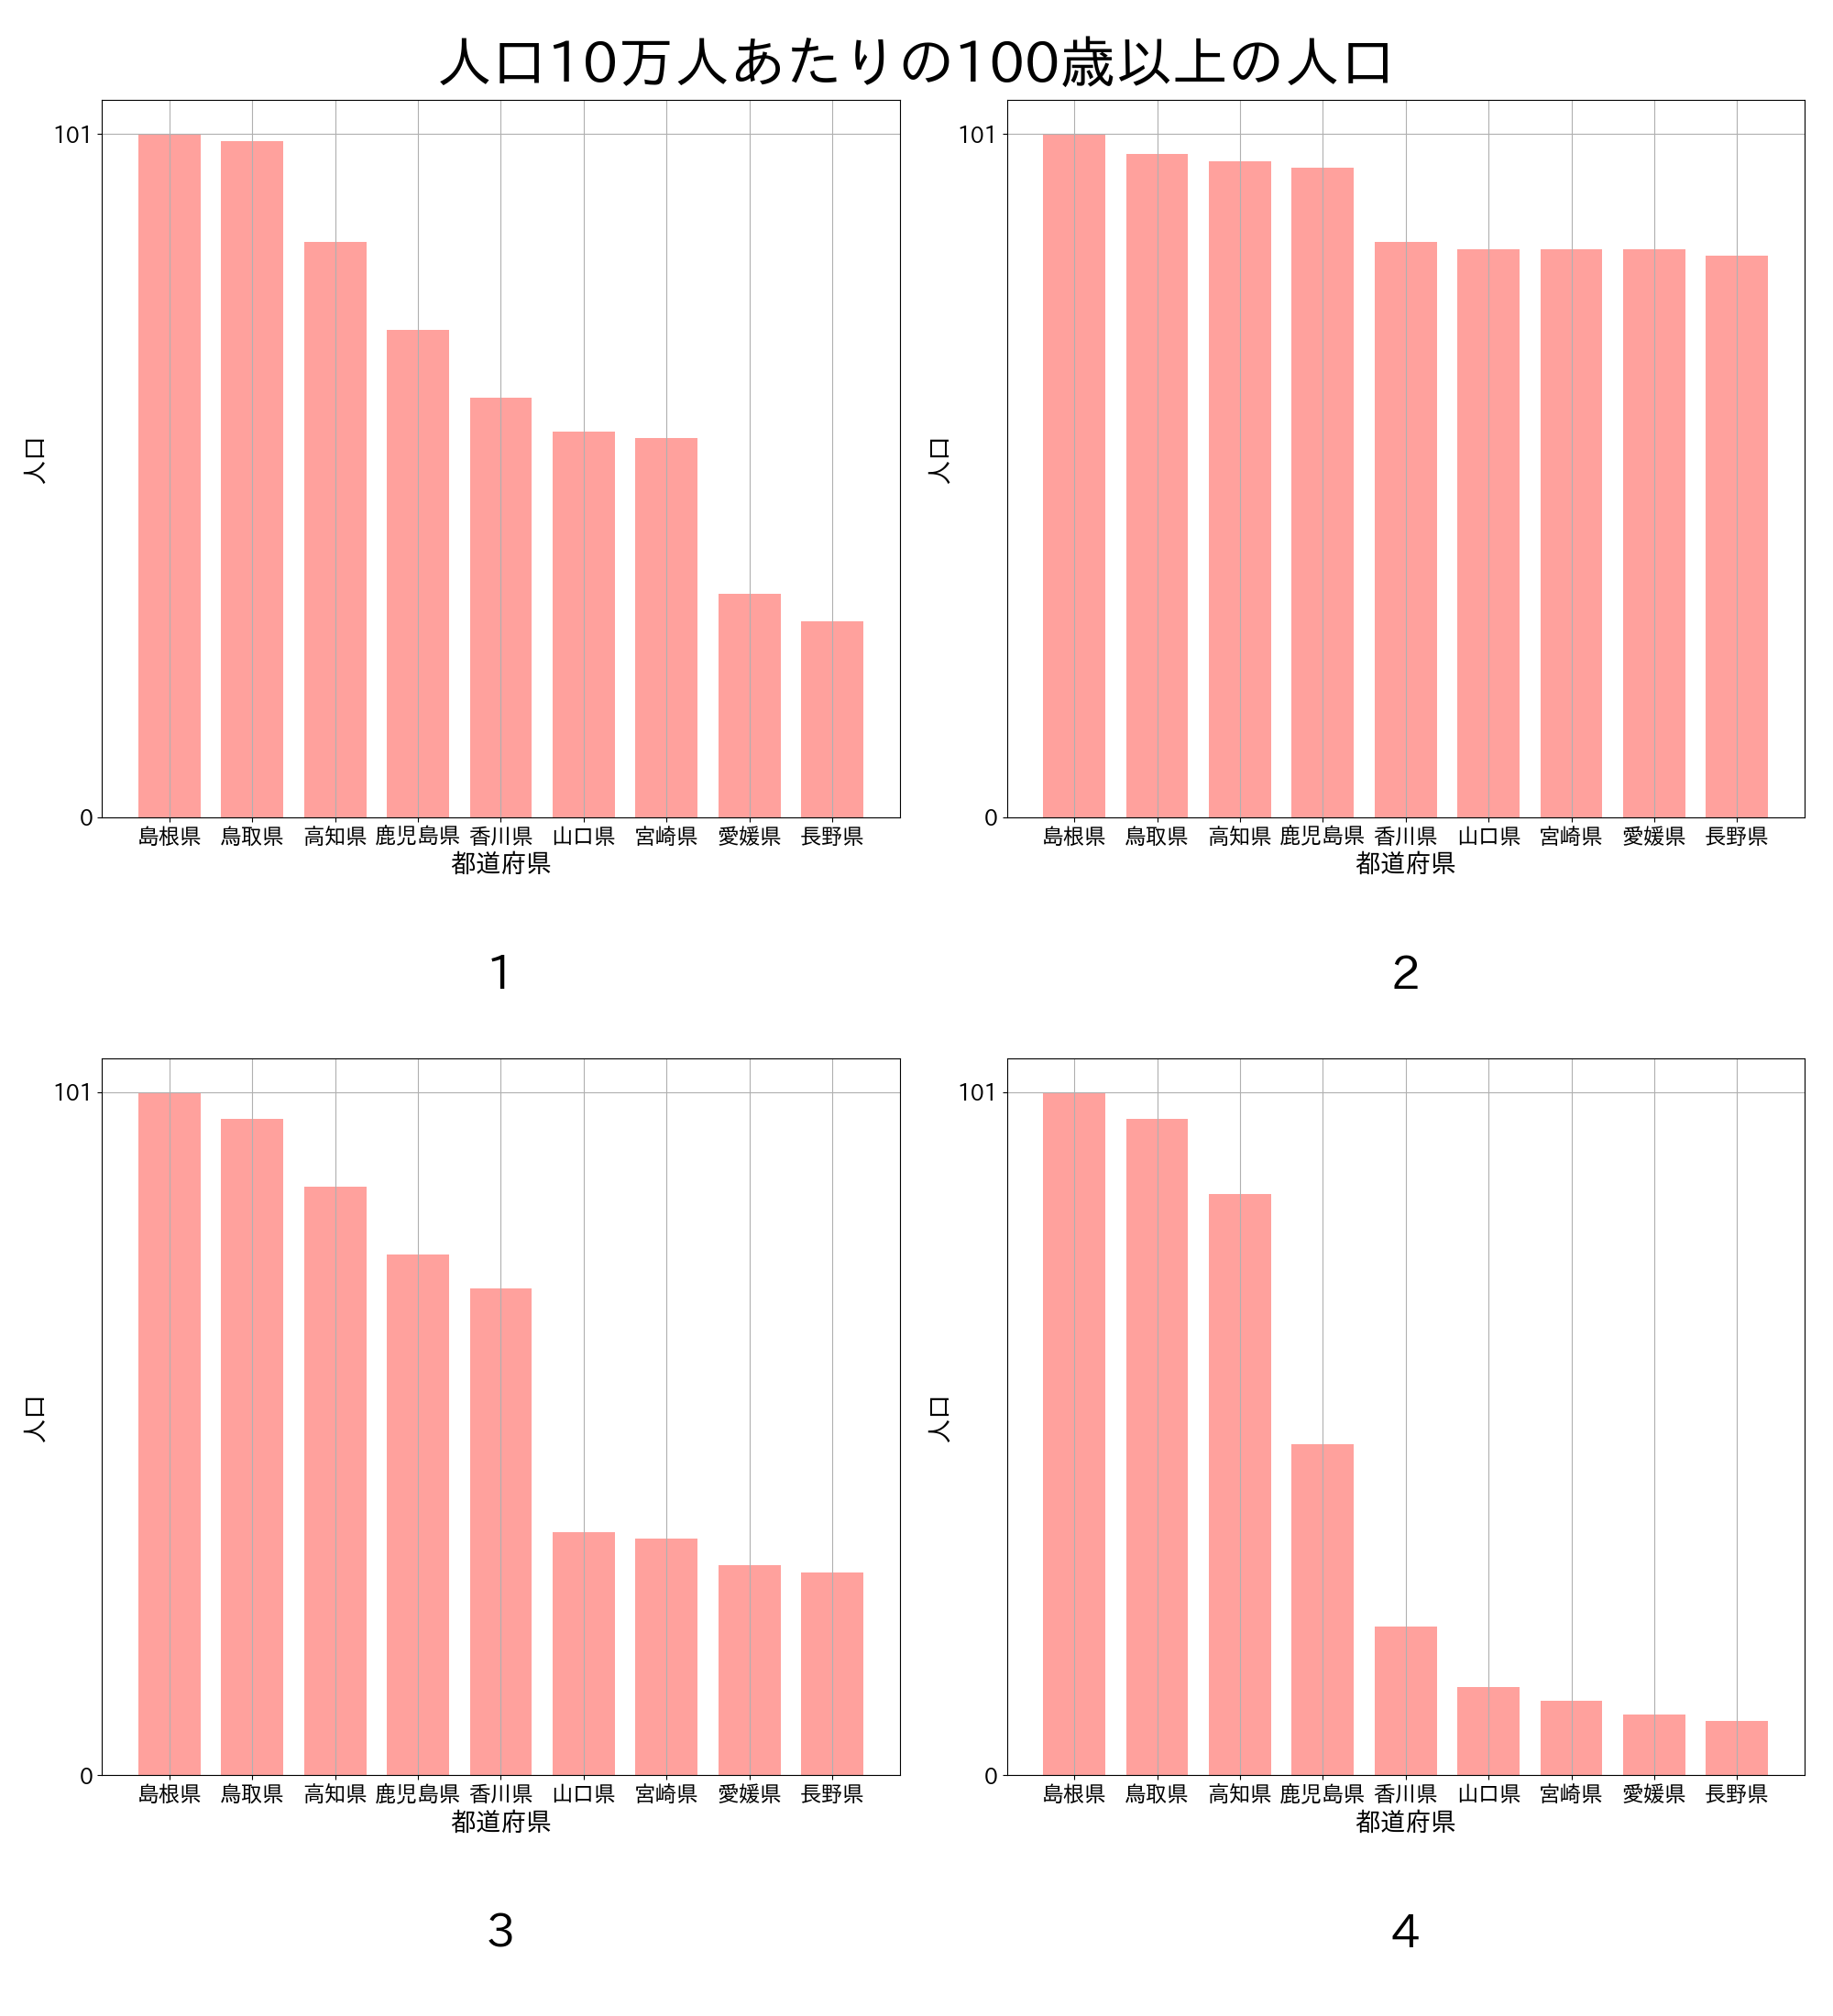 人口10万人あたりの100歳以上の人口
101
0
人口
島根県 鳥取県 高知県 鹿児島県 香川県 山口県 宮崎県 愛媛県 長野県
都道府県
1
101
0
人口
島根県 鳥取県 高知県 鹿児島県 香川県 山口県 宮崎県 愛媛県 長野県
都道府県
2
101
0
人口
島根県 鳥取県 高知県 鹿児島県 香川県 山口県 宮崎県 愛媛県 長野県
都道府県
3
101
0
人口
島根県 鳥取県 高知県 鹿児島県 香川県 山口県 宮崎県 愛媛県 長野県
都道府県
4